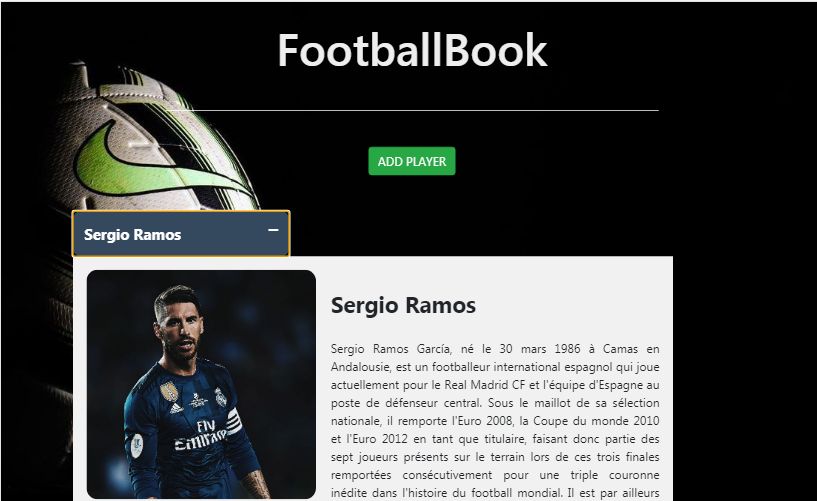 FootballBook
ADD PLAYER
Sergio Ramos
Sergio Ramos
Sergio Ramos García, né le 30 mars 1986 à Camas en
Andalousie, est un footballeur international espagnol qui joue
actuellement pour le Real Madrid CF et l'équipe d'Espagne au
poste de défenseur central. Sous le maillot de sa sélection
nationale, il remporte l'Euro 2008, la Coupe du monde 2010
et l'Euro 2012 en tant que titulaire, faisant donc partie des
sept joueurs présents sur le terrain lors de ces trois finales
remportées consécutivement pour une triple couronne
inédite dans l'histoire du football mondial. Il est par ailleurs
Fly
Emirates